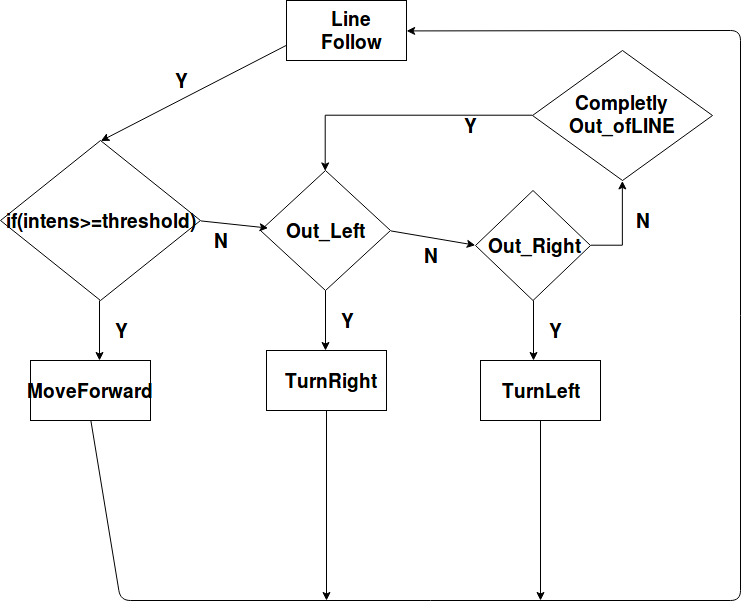 Line
Follow
Y
Completly
Out_ofLINE
Y
if(intens>=threshold)
N
Out_Left
N
Out_Right
N
Y
Y
Y
MoveForward
TurnRight
TurnLeft